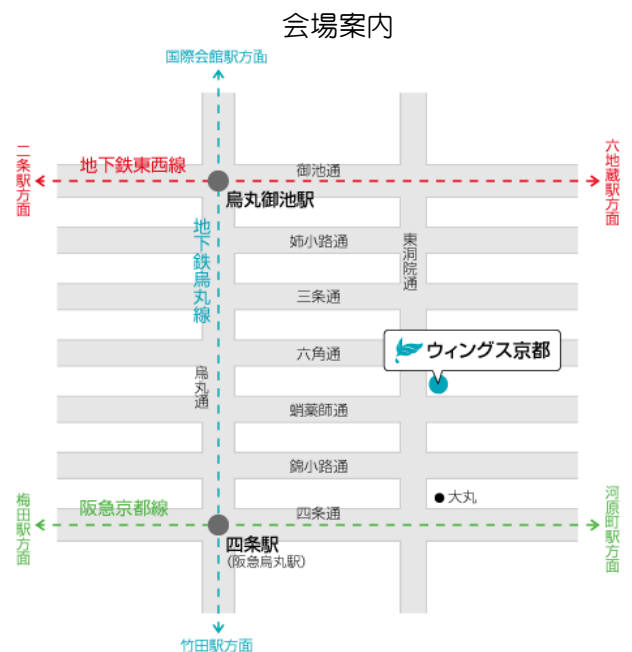 会場案内
国際会館駅方面
地下鉄東西線
御池通
二条駅方面
六地蔵駅方面
烏丸御池駅
地下鉄烏丸線
姉小路通
東洞院通
三条通
六角通
ウィングス京都
烏丸通
蛸薬師通
錦小路通
大丸
阪急京都線
四条通
梅田駅方面
河原町駅方面
四条駅
(阪急烏丸駅)
竹田駅方面